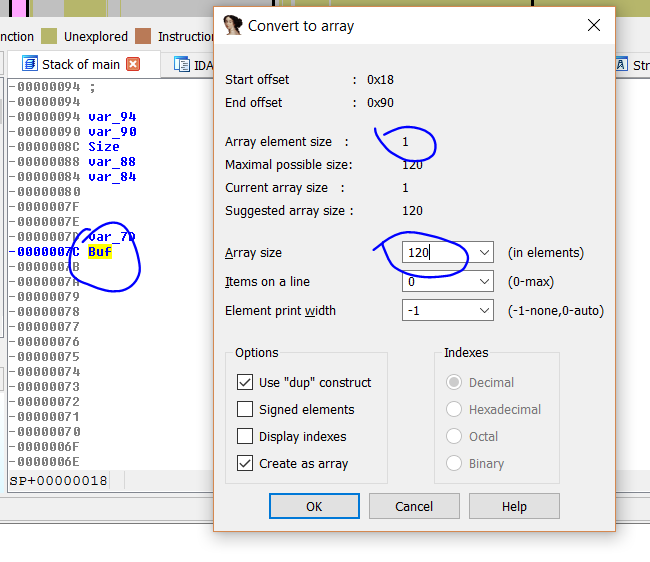 nction Unexplored Instruction
Convert to array
Stack of main
IDA
Str
-00000094 ;
-00000094
-00000094 var_94
-00000090 var_90
-0000008C Size
-00000088 var_88
-00000084 var_84
-00000080
-0000007F
-0000007E
-0000007D var_7D
-0000007C Buf
-0000007B
-0000007A
-00000079
-00000078
-00000077
-00000076
-00000075
-00000074
-00000073
-00000072
-00000071
-00000070
-0000006F
-0000006E
SP+00000018
Start offset : 0x18
End offset : 0x90
Array element size : 1
Maximal possible size: 120
Current array size : 1
Suggested array size : 120
Array size 120 (in elements)
Items on a line 0 (0-max)
Element print width -1 (-1-none,0-auto)
Options
Use "dup" construct
Signed elements
Display indexes
Create as array
Indexes
Decimal
Hexadecimal
Octal
Binary
OK Cancel Help